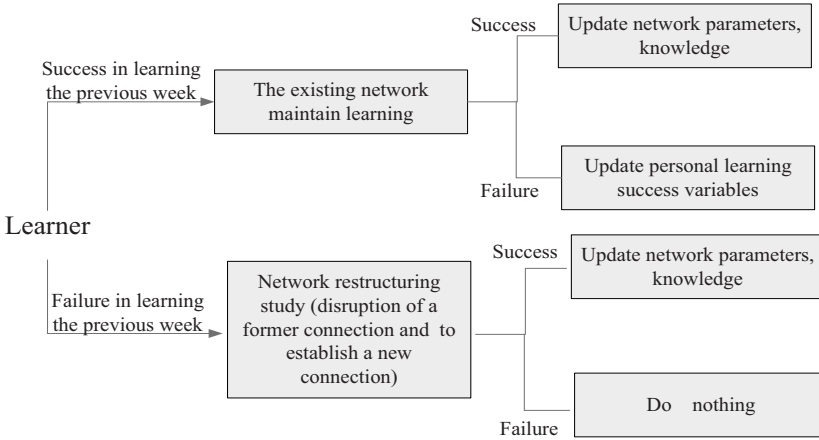 Success
Update network parameters,
knowledge
Success in learning
the previous week
The existing network
maintain learning
Failure
Update personal learning
success variables
Learner
Success
Update network parameters,
knowledge
Failure in learning
the previous week
Network restructuring
study (disruption of a
former connection and to
establish a new
connection)
Failure
Do nothing